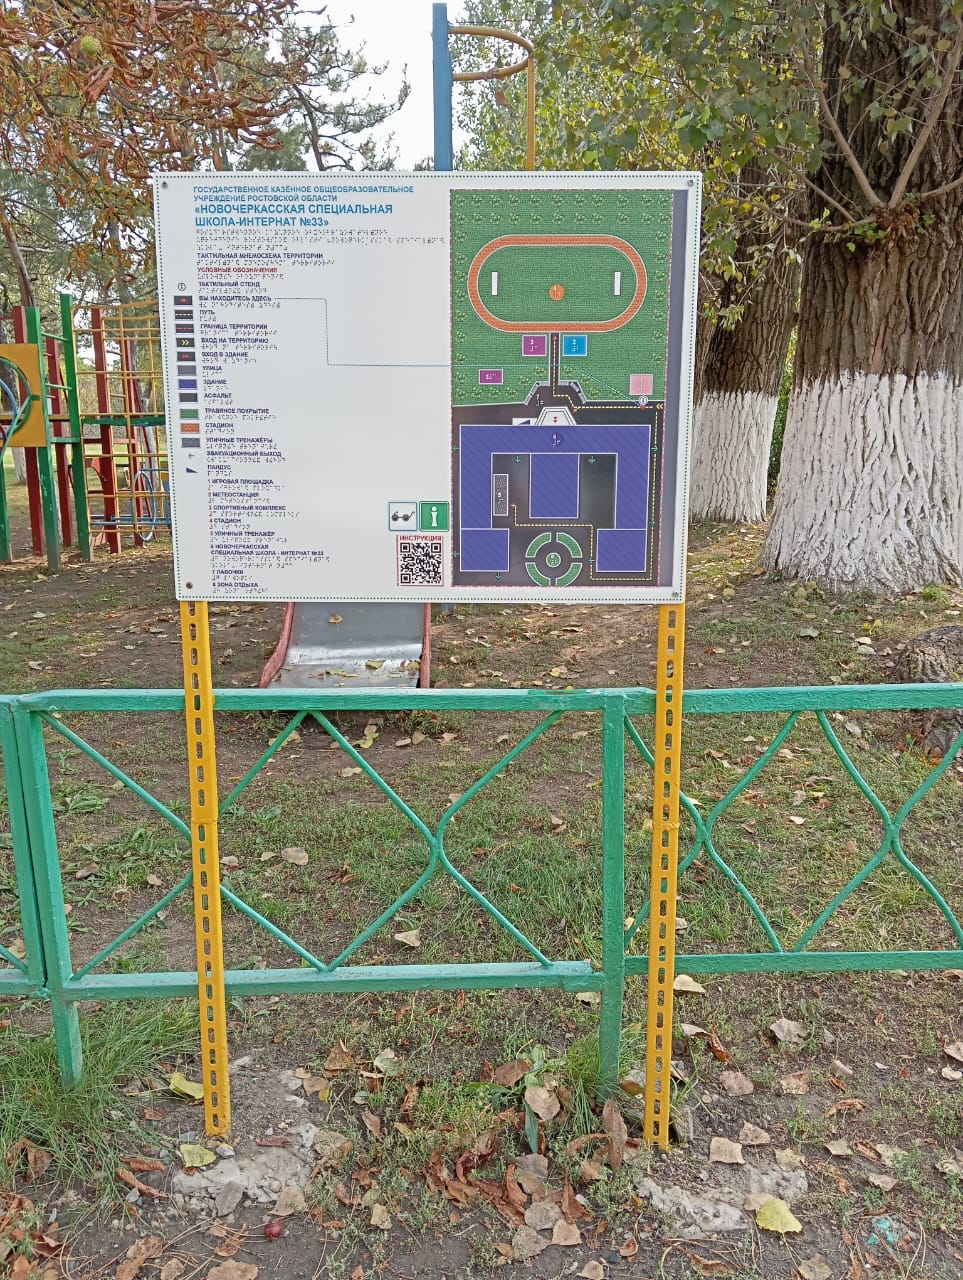 ГОСУДАРСТВЕННОЕ КАЗЁННОЕ ОБЩЕОБРАЗОВАТЕЛЬНОЕ
УЧРЕЖДЕНИЕ РОСТОВСКОЙ ОБЛАСТИ
«НОВОЧЕРКАССКАЯ СПЕЦИАЛЬНАЯ
ШКОЛА-ИНТЕРНАТ №33»
ТАКТИЛЬНАЯ МНЕМОСХЕМА ТЕРРИТОРИИ
УСЛОВНЫЕ ОБОЗНАЧЕНИЯ
ТАКТИЛЬНЫЙ СТЕНД
ВЫ НАХОДИТЕСЬ ЗДЕСЬ
ПУТЬ
ГРАНИЦА ТЕРРИТОРИИ
ВХОД НА ТЕРРИТОРИЮ
ВХОД В ЗДАНИЕ
УЛИЦА
ЗДАНИЕ
АСФАЛЬТ
ТРАВЯНОЕ ПОКРЫТИЕ
СТАДИОН
УЛИЧНЫЕ ТРЕНАЖЁРЫ
ЭВАКУАЦИОННЫЙ ВЫХОД
ПАНДУС
1 ИГРОВАЯ ПЛОЩАДКА
2 МЕТЕОСТАНЦИЯ
3 СПОРТИВНЫЙ КОМПЛЕКС
4 СТАДИОН
5 УЛИЧНЫЙ ТРЕНАЖЁР
6 НОВОЧЕРКАССКАЯ
СПЕЦИАЛЬНАЯ ШКОЛА - ИНТЕРНАТ №33
7 ЛАВОЧКИ
8 ЗОНА ОТДЫХА
i
ИНСТРУКЦИЯ